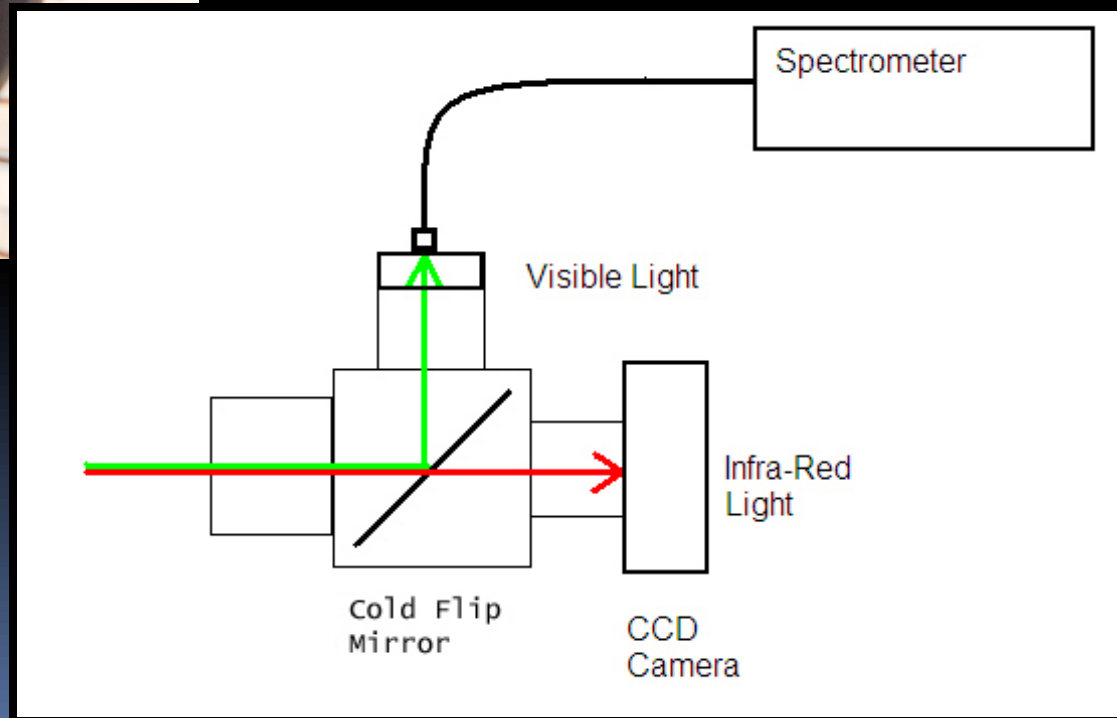 Spectrometer
Visible Light
Infra-Red
Light
Cold Flip
Mirror
CCD
Camera